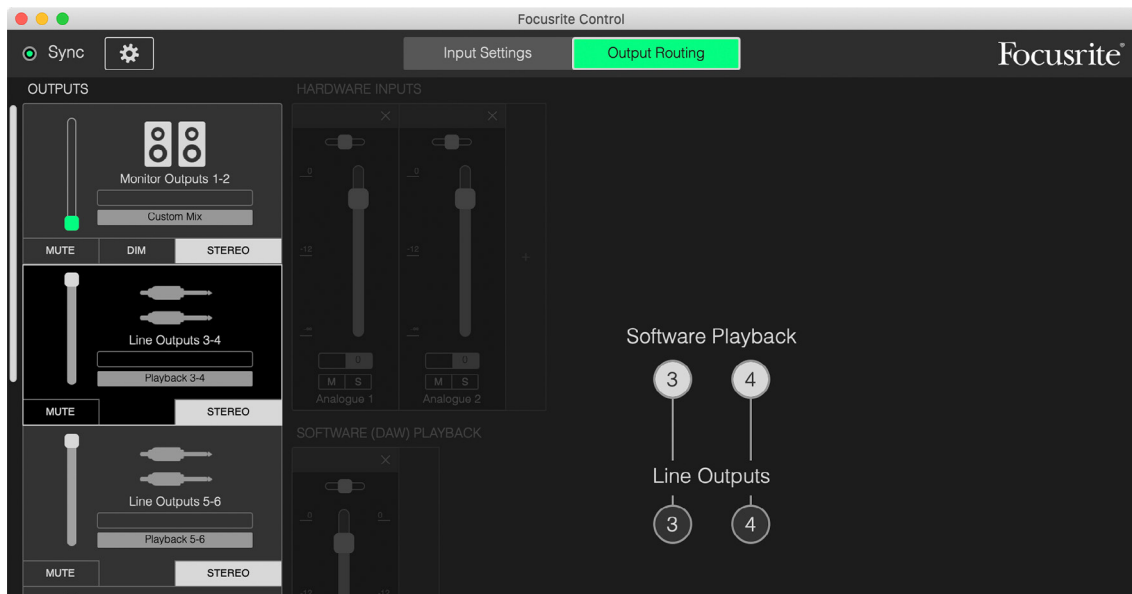 Focusrite Control
Sync
Input Settings
Output Routing
Focusrite®
OUTPUTS
Monitor Outputs 1-2
Custom Mix
MUTE
DIM
STEREO
Line Outputs 3-4
Playback 3-4
MUTE
STEREO
Line Outputs 5-6
Playback 5-6
MUTE
STEREO
HARDWARE INPUTS
0
0
-12
-12
+
-∞
-∞
0
0
M S
M S
Analogue 1
Analogue 2
SOFTWARE (DAW) PLAYBACK
0
0
-12
-12
Software Playback
3 4
Line Outputs
3 4